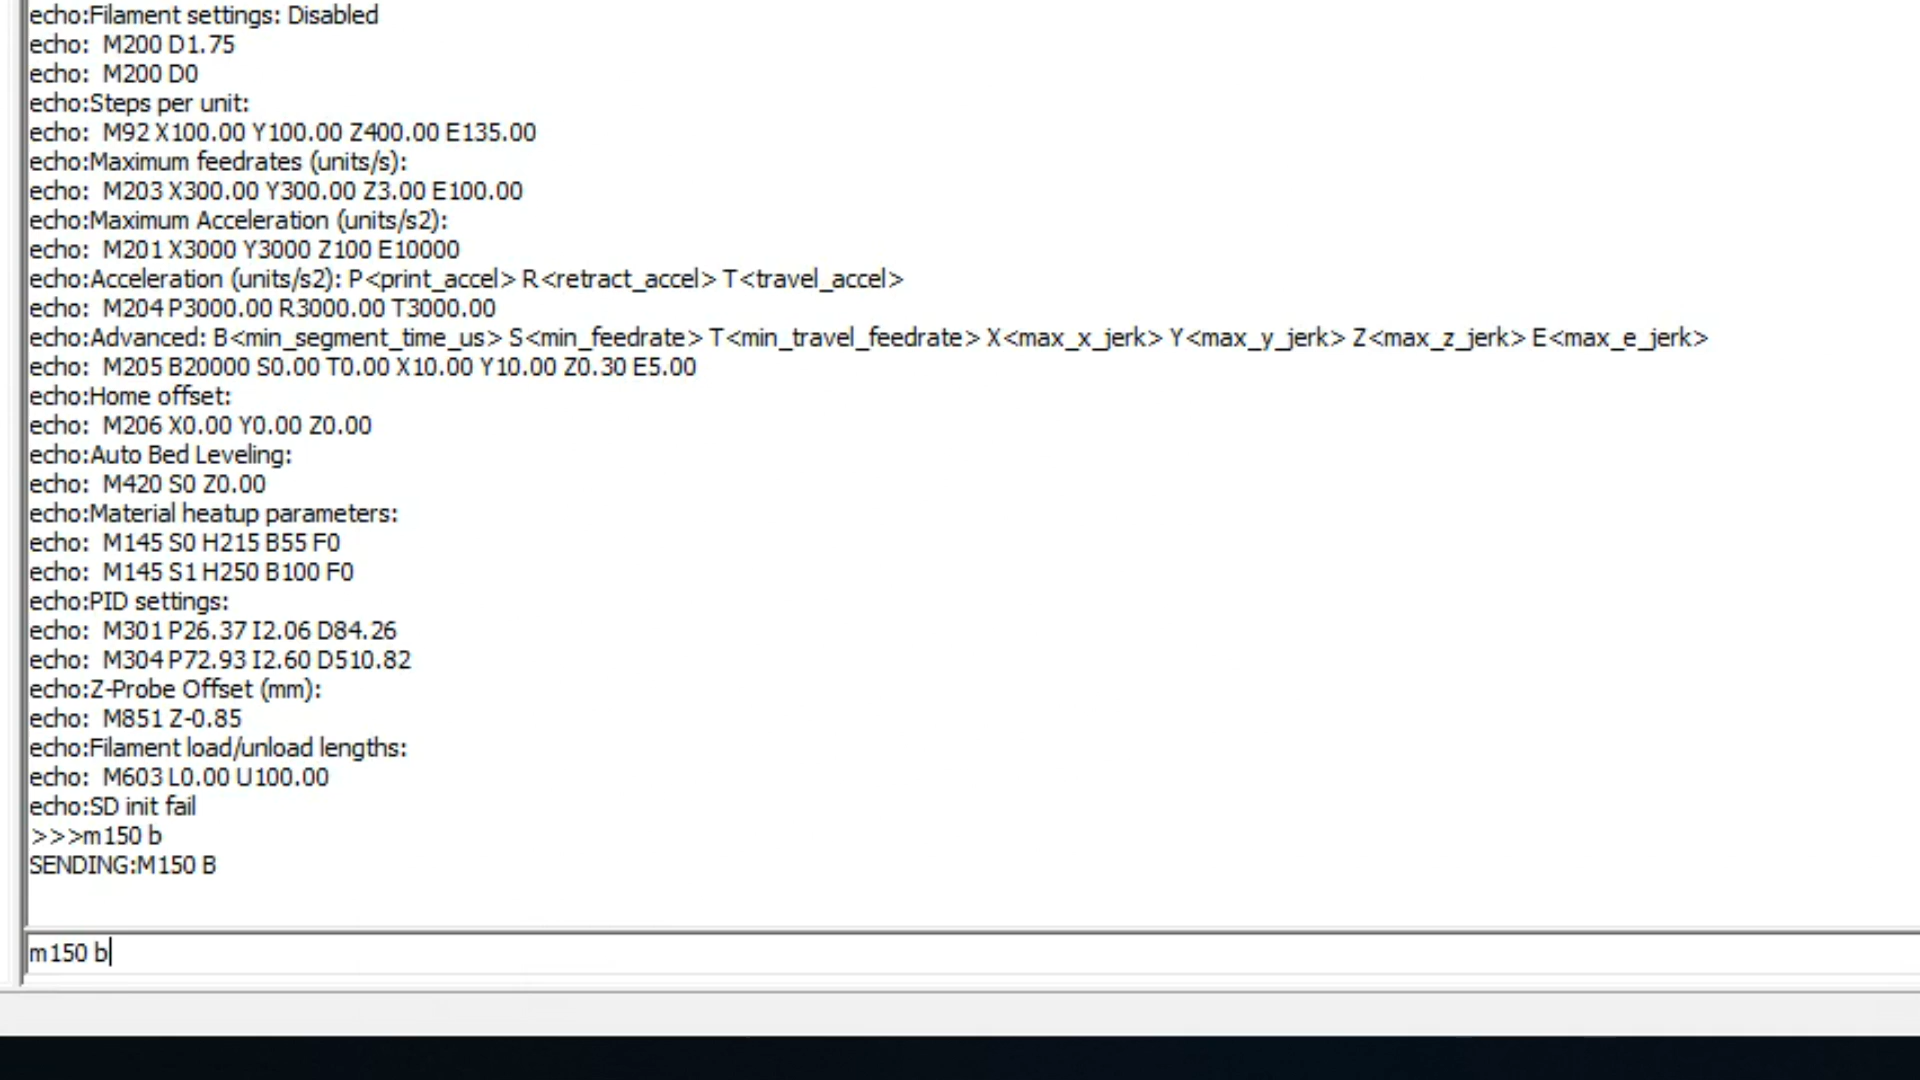 echo:Filament settings: Disabled
echo:  M200 D1.75
echo:  M200 D0
echo:Steps per unit:
echo:  M92 X100.00 Y100.00 Z400.00 E135.00
echo:Maximum feedrates (units/s):
echo:  M203 X300.00 Y300.00 Z3.00 E100.00
echo:Maximum Acceleration (units/s2):
echo:  M201 X3000 Y3000 Z100 E10000
echo:Acceleration (units/s2): P<print_accel> R<retract_accel> T<travel_accel>
echo:  M204 P3000.00 R3000.00 T3000.00
echo:Advanced: B<min_segment_time_us> S<min_feedrate> T<min_travel_feedrate> X<max_x_jerk> Y<max_y_jerk> Z<max_z_jerk> E<max_e_jerk>
echo:  M205 B20000 S0.00 T0.00 X10.00 Y10.00 Z0.30 E5.00
echo:Home offset:
echo:  M206 X0.00 Y0.00 Z0.00
echo:Auto Bed Leveling:
echo:  M420 S0 Z0.00
echo:Material heatup parameters:
echo:  M145 S0 H215 B55 F0
echo:  M145 S1 H250 B100 F0
echo:PID settings:
echo:  M301 P26.37 I2.06 D84.26
echo:  M304 P72.93 I2.60 D510.82
echo:Z-Probe Offset (mm):
echo:  M851 Z-0.85
echo:Filament load/unload lengths:
echo:  M603 L0.00 U100.00
echo:SD init fail
>>>m150 b
SENDING:M150 B
m150 b